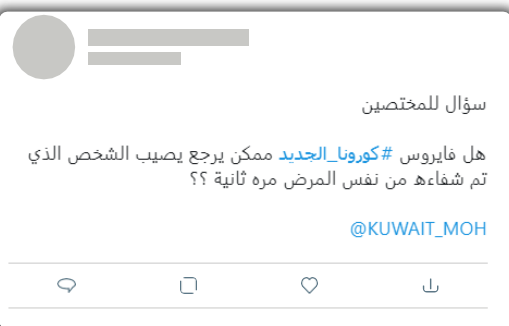 سؤال للمختصين
هل فايروس #كورونا_الجديد ممكن يرجع يصيب الشخص الذي
تم شفاءه من نفس المرض مره ثانية ؟؟
@KUWAIT_MOH